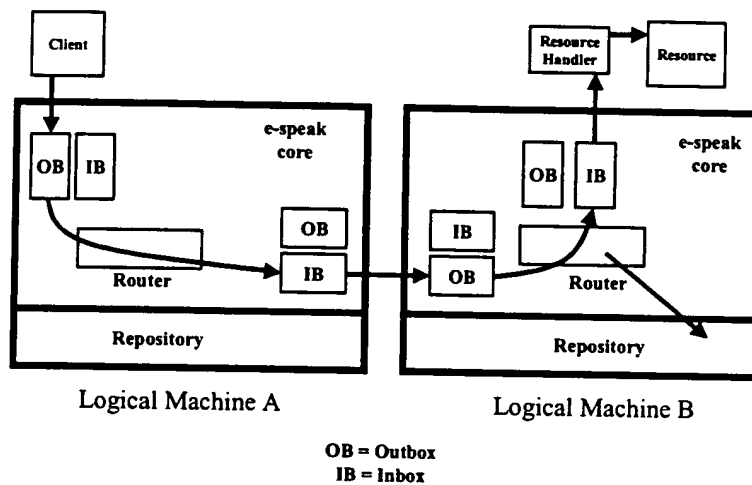 Client
Resource
Handler
Resource
e-speak
core
OB
IB
OB
IB
Router
Repository
e-speak
core
OB
IB
IB
OB
Router
Repository
Logical Machine A
Logical Machine B
OB = Outbox
IB = Inbox